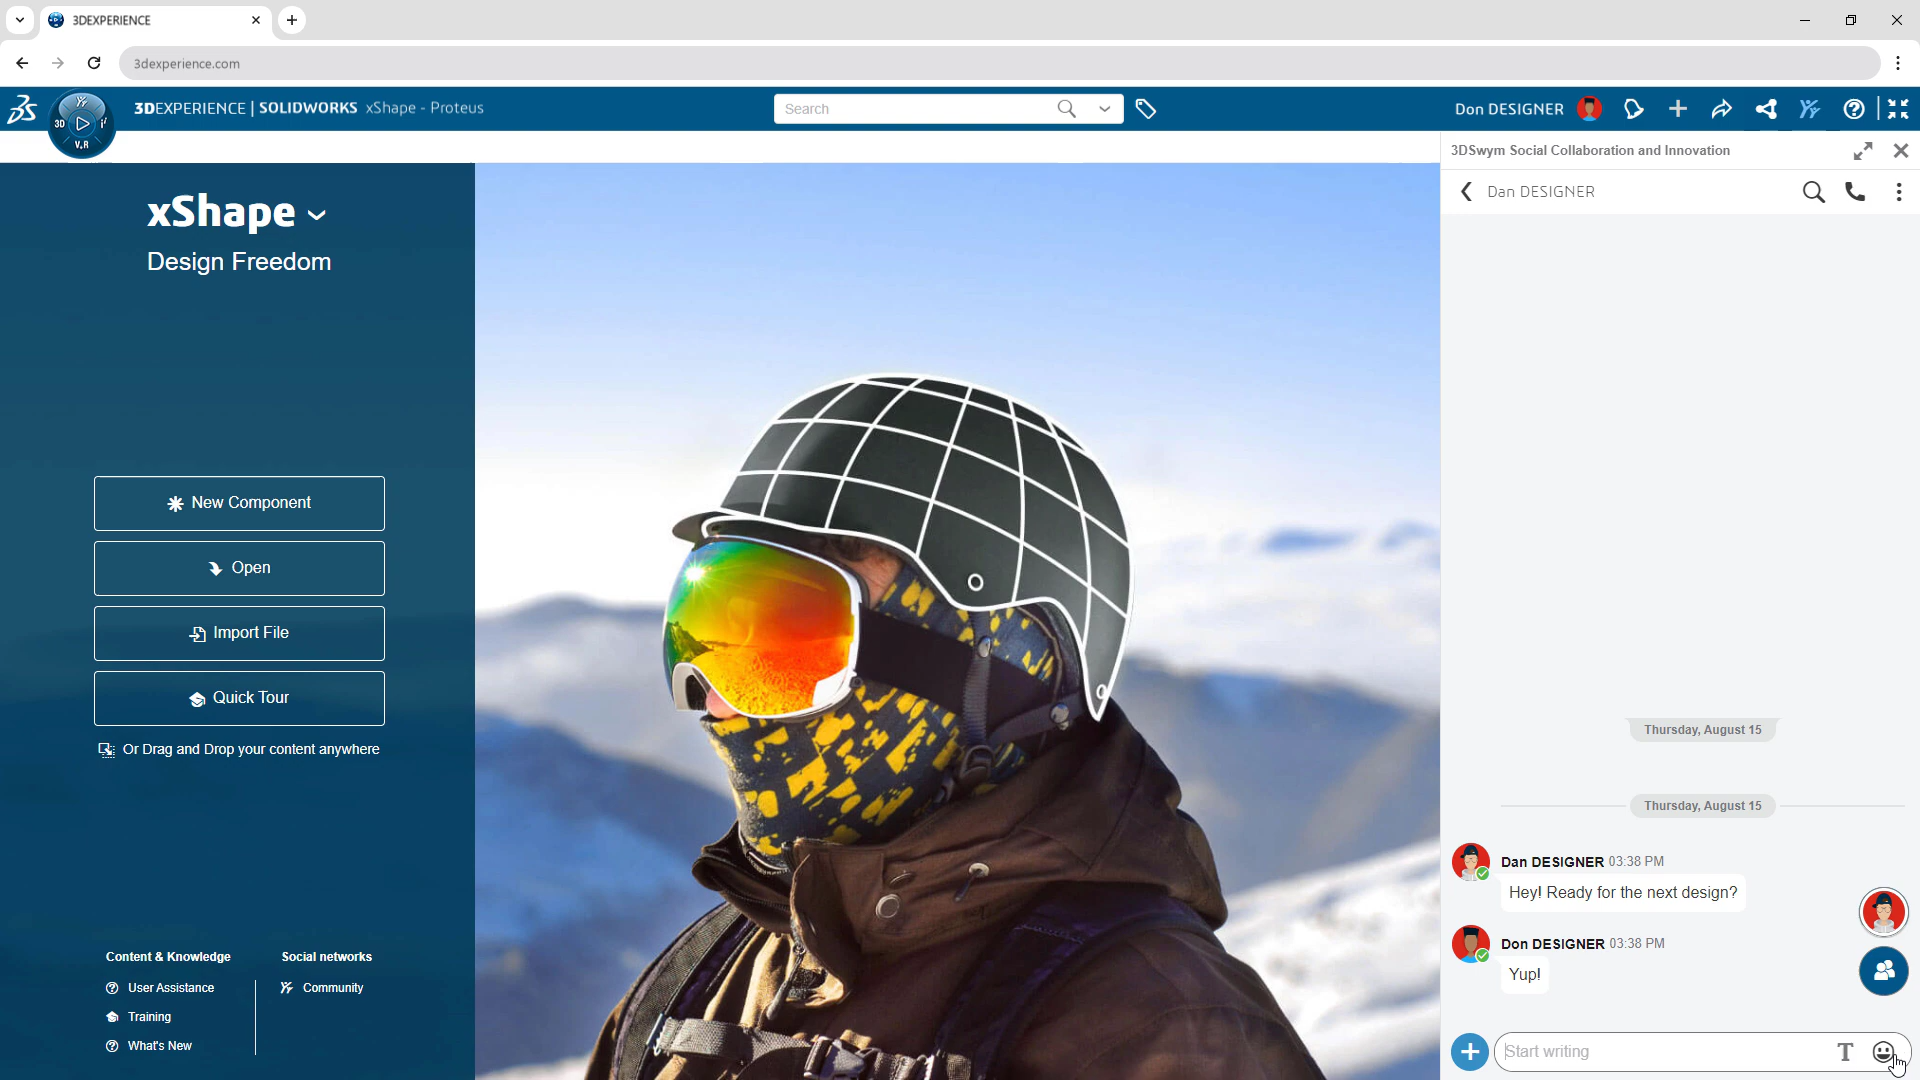 3DEXPERIENCE
3dexperience.com
3D V.R
3DEXPERIENCE | SOLIDWORKS xShape - Proteus
Search
Don DESIGNER
3DSwym Social Collaboration and Innovation
Dan DESIGNER
xShape
Design Freedom
New Component
Open
Import File
Quick Tour
Or Drag and Drop your content anywhere
Content & Knowledge
User Assistance
Training
What's New
Social networks
Community
Thursday, August 15
Thursday, August 15
Dan DESIGNER 03:38 PM
Hey! Ready for the next design?
Don DESIGNER 03:38 PM
Yup!
Start writing
T